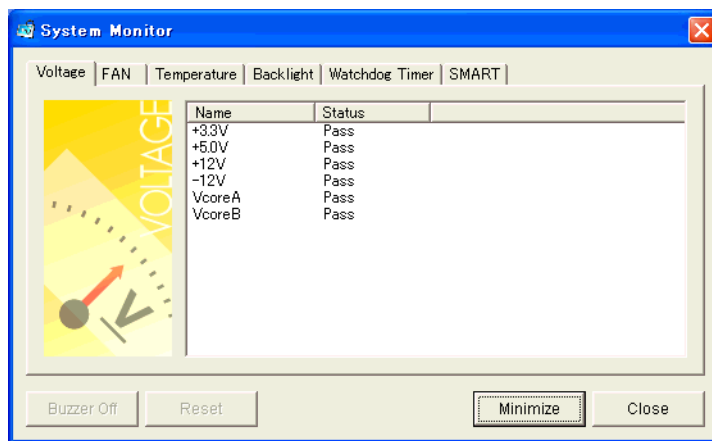 System Monitor
Voltage FAN Temperature Backlight Watchdog Timer SMART
VOLTAGE
V
Name Status
+3.3V Pass
+5.0V Pass
+12V Pass
-12V Pass
VcoreA Pass
VcoreB Pass
Buzzer Off Reset Minimize Close